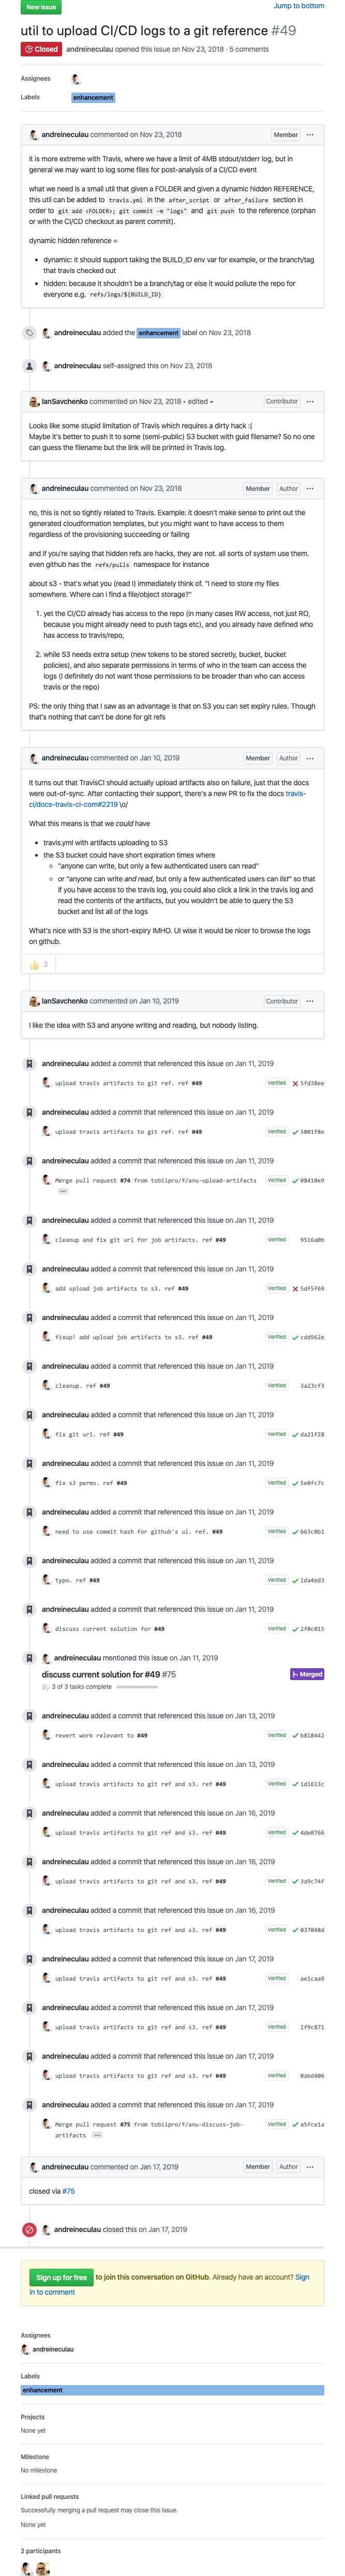 New issue
Jump to bottom
util to upload CI/CD logs to a git reference #49
Closed andreineculau opened this issue on Nov 23, 2018 · 5 comments
Assignees
Labels
enhancement
andreineculau commented on Nov 23, 2018
Member
It is more extreme with Travis, where we have a limit of 4MB stdout/stderr log, but in
general we may want to log some files for post-analysis of a CI/CD event
what we need is a small util that given a FOLDER and given a dynamic hidden REFERENCE,
this util can be added to travis.yml in the after_script or after_failure section in
order to git add <FOLDER>; git commit -m "logs" and git push to the reference (orphan
or with the CI/CD checkout as parent commit).
dynamic hidden reference =
• dynamic: it should support taking the BUILD_ID env var for example, or the branch/tag
that travis checked out
• hidden: because it shouldn't be a branch/tag or else it would pollute the repo for
everyone e.g. refs/logs/${BUILD_ID}
andreineculau added the enhancement label on Nov 23, 2018
andreineculau self-assigned this on Nov 23, 2018
IanSavchenko commented on Nov 23, 2018 • edited
Contributor
Looks like some stupid limitation of Travis which requires a dirty hack :(
Maybe it's better to push it to some (semi-public) S3 bucket with guid filename? So no one
can guess the filename but the link will be printed in Travis log.
andreineculau commented on Nov 23, 2018
Member Author
no, this is not so tightly related to Travis. Example: it doesn't make sense to print out the
generated cloudformation templates, but you might want to have access to them
regardless of the provisioning succeeding or failing
and if you're saying that hidden refs are hacks, they are not. all sorts of system use them.
even github has the refs/pulls namespace for instance
about s3 - that's what you (read I) immediately think of. "I need to store my files
somewhere. Where can i find a file/object storage?"
1. yet the CI/CD already has access to the repo (in many cases RW access, not just RO,
because you might already need to push tags etc), and you already have defined who
has access to travis/repo,
2. while S3 needs extra setup (new tokens to be stored secretly, bucket, bucket
policies), and also separate permissions in terms of who in the team can access the
logs (I definitely do not want those permissions to be broader than who can access
travis or the repo)
PS: the only thing that I saw as an advantage is that on S3 you can set expiry rules. Though
that's nothing that can't be done for git refs
andreineculau commented on Jan 10, 2019
Member Author
It turns out that TravisCI should actually upload artifacts also on failure, just that the docs
were out-of-sync. After contacting their support, there's a new PR to fix the docs travis-
ci/docs-travis-ci-com#2219 \o/
What this means is that we could have
• travis.yml with artifacts uploading to S3
• the S3 bucket could have short expiration times where
◦ "anyone can write, but only a few authenticated users can read"
◦ or "anyone can write and read, but only a few authenticated users can list" so that
if you have access to the travis log, you could also click a link in the travis log and
read the contents of the artifacts, but you wouldn't be able to query the S3
bucket and list all of the logs
What's nice with S3 is the short-expiry IMHO. UI wise it would be nicer to browse the logs
on github.
👍 2
IanSavchenko commented on Jan 10, 2019
Contributor
I like the idea with S3 and anyone writing and reading, but nobody listing.
andreineculau added a commit that referenced this issue on Jan 11, 2019
upload travis artifacts to git ref. ref #49 Verified 5fd38ee
andreineculau added a commit that referenced this issue on Jan 11, 2019
upload travis artifacts to git ref. ref #49 Verified 5001f8e
andreineculau added a commit that referenced this issue on Jan 11, 2019
Merge pull request #74 from tobiipro/f/anu-upload-artifacts Verified 08410e9
andreineculau added a commit that referenced this issue on Jan 11, 2019
cleanup and fix git url for job artifacts. ref #49 9516a0b
andreineculau added a commit that referenced this issue on Jan 11, 2019
add upload job artifacts to s3. ref #49 Verified 5df5f69
andreineculau added a commit that referenced this issue on Jan 11, 2019
fixup! add upload job artifacts to s3. ref #49 Verified cdd962e
andreineculau added a commit that referenced this issue on Jan 11, 2019
cleanup. ref #49 Verified 3a23cf3
andreineculau added a commit that referenced this issue on Jan 11, 2019
fix git url. ref #49 Verified da21f28
andreineculau added a commit that referenced this issue on Jan 11, 2019
fix s3 perms. ref #49 Verified 5e0fc7c
andreineculau added a commit that referenced this issue on Jan 11, 2019
need to use commit hash for github's ui. ref. #49 Verified b63c0b1
andreineculau added a commit that referenced this issue on Jan 11, 2019
typo. ref #49 Verified 1da4ed3
andreineculau added a commit that referenced this issue on Jan 11, 2019
discuss current solution for #49 Verified 2f0c015
andreineculau mentioned this issue on Jan 11, 2019
discuss current solution for #49 #75 Merged
3 of 3 tasks complete
andreineculau added a commit that referenced this issue on Jan 13, 2019
revert work relevant to #49 Verified b818442
andreineculau added a commit that referenced this issue on Jan 13, 2019
upload travis artifacts to git ref and s3. ref #49 Verified 1d1613c
andreineculau added a commit that referenced this issue on Jan 16, 2019
upload travis artifacts to git ref and s3. ref #49 Verified 4de0766
andreineculau added a commit that referenced this issue on Jan 16, 2019
upload travis artifacts to git ref and s3. ref #49 Verified 3a9c74f
andreineculau added a commit that referenced this issue on Jan 16, 2019
upload travis artifacts to git ref and s3. ref #49 Verified 037048d
andreineculau added a commit that referenced this issue on Jan 17, 2019
upload travis artifacts to git ref and s3. ref #49 Verified ae1caa9
andreineculau added a commit that referenced this issue on Jan 17, 2019
upload travis artifacts to git ref and s3. ref #49 Verified 1f9c871
andreineculau added a commit that referenced this issue on Jan 17, 2019
upload travis artifacts to git ref and s3. ref #49 Verified 0abd406
andreineculau added a commit that referenced this issue on Jan 17, 2019
Merge pull request #75 from tobiipro/f/anu-discuss-job- Verified a5fce1a
artifacts
andreineculau commented on Jan 17, 2019
Member Author
closed via #75
andreineculau closed this on Jan 17, 2019
Sign up for free to join this conversation on GitHub. Already have an account? Sign
in to comment
Assignees
andreineculau
Labels
enhancement
Projects
None yet
Milestone
No milestone
Linked pull requests
Successfully merging a pull request may close this issue.
None yet
2 participants